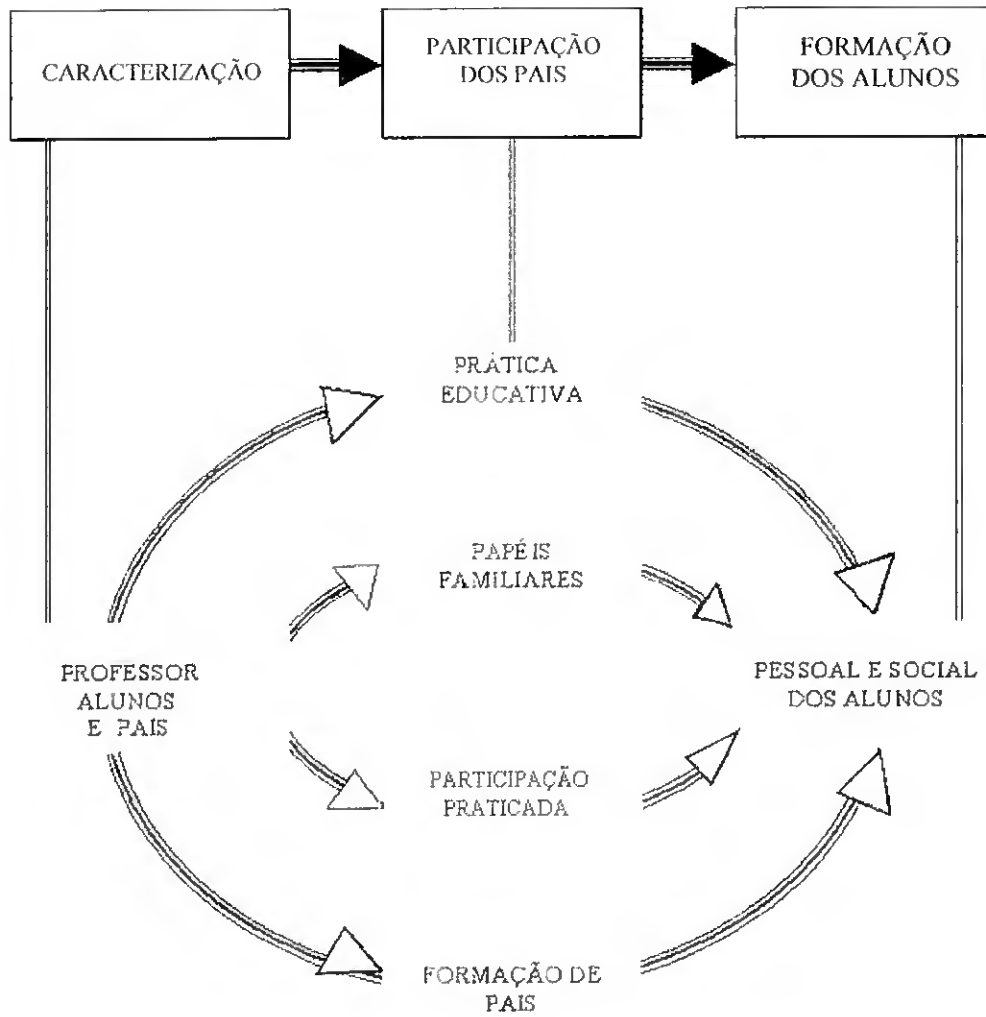 CARACTERIZAÇÃO
PARTICIPAÇÃO
DOS PAIS
FORMAÇÃO
DOS ALUNOS
PRÁTICA
EDUCATIVA
PAPÉIS
FAMILIARES
PROFESSOR
ALUNOS
E PAIS
PESSOAL E SOCIAL
DOS ALUNOS
PARTICIPAÇÃO
PRATICADA
FORMAÇÃO DE
PAIS